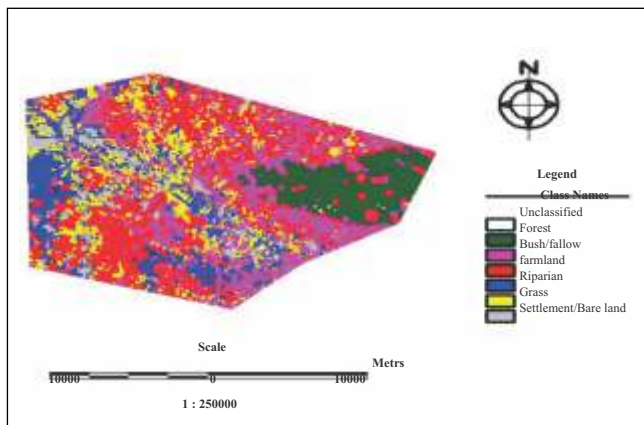 N
Legend
Class Names
Unclassified
Forest
Bush/fallow
farmland
Riparian
Grass
Settlement/Bare land
Scale
Metrs
10000 0 10000
1 : 250000